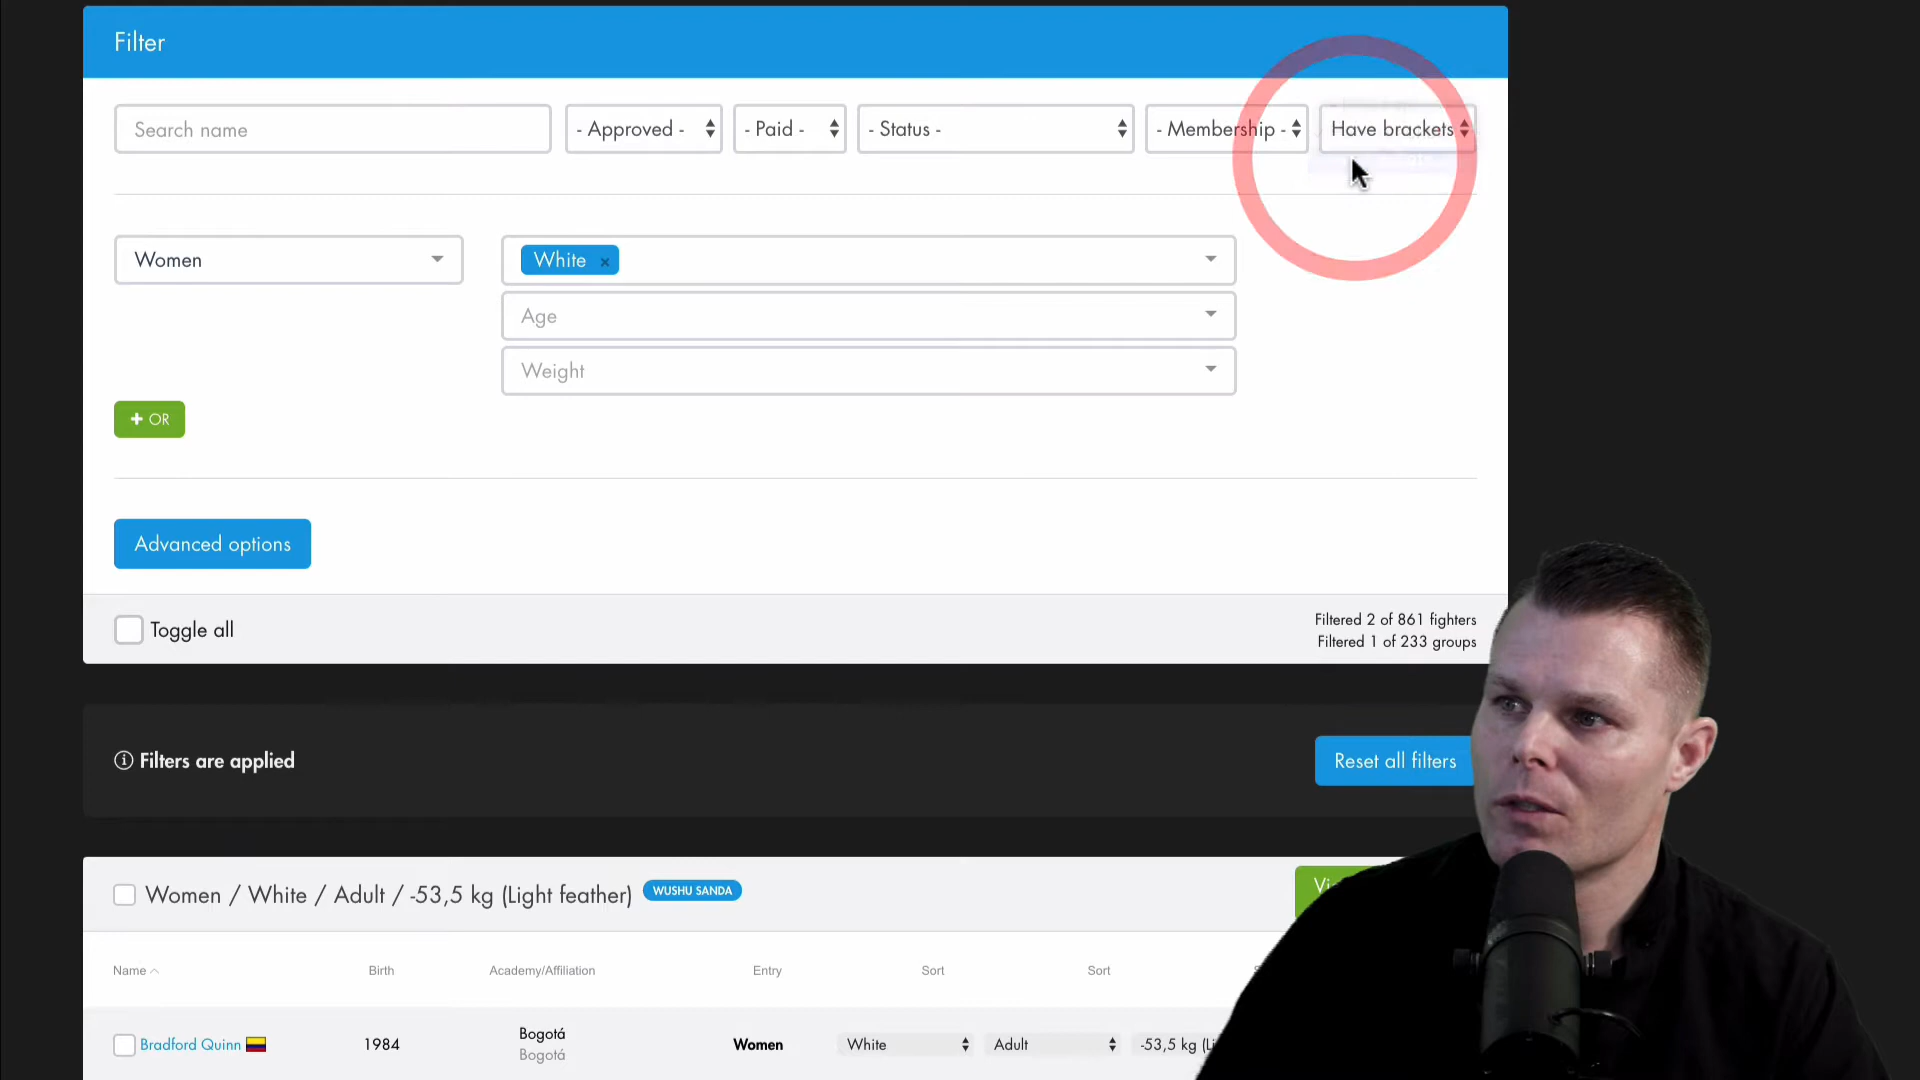 Filter
Search name
- Approved -
- Paid -
- Status -
- Membership -
Have brackets
Women
White ×
Age
Weight
+ OR
Advanced options
Toggle all
Filtered 2 of 861 fighters
Filtered 1 of 233 groups
Filters are applied
Reset all filters
Women / White / Adult / -53,5 kg (Light feather) WUSHU SANDA
Name Birth Academy/Affiliation Entry Sort Sort
Bradford Quinn 1984 Bogotá Women White Adult -53,5 kg
Bogotá